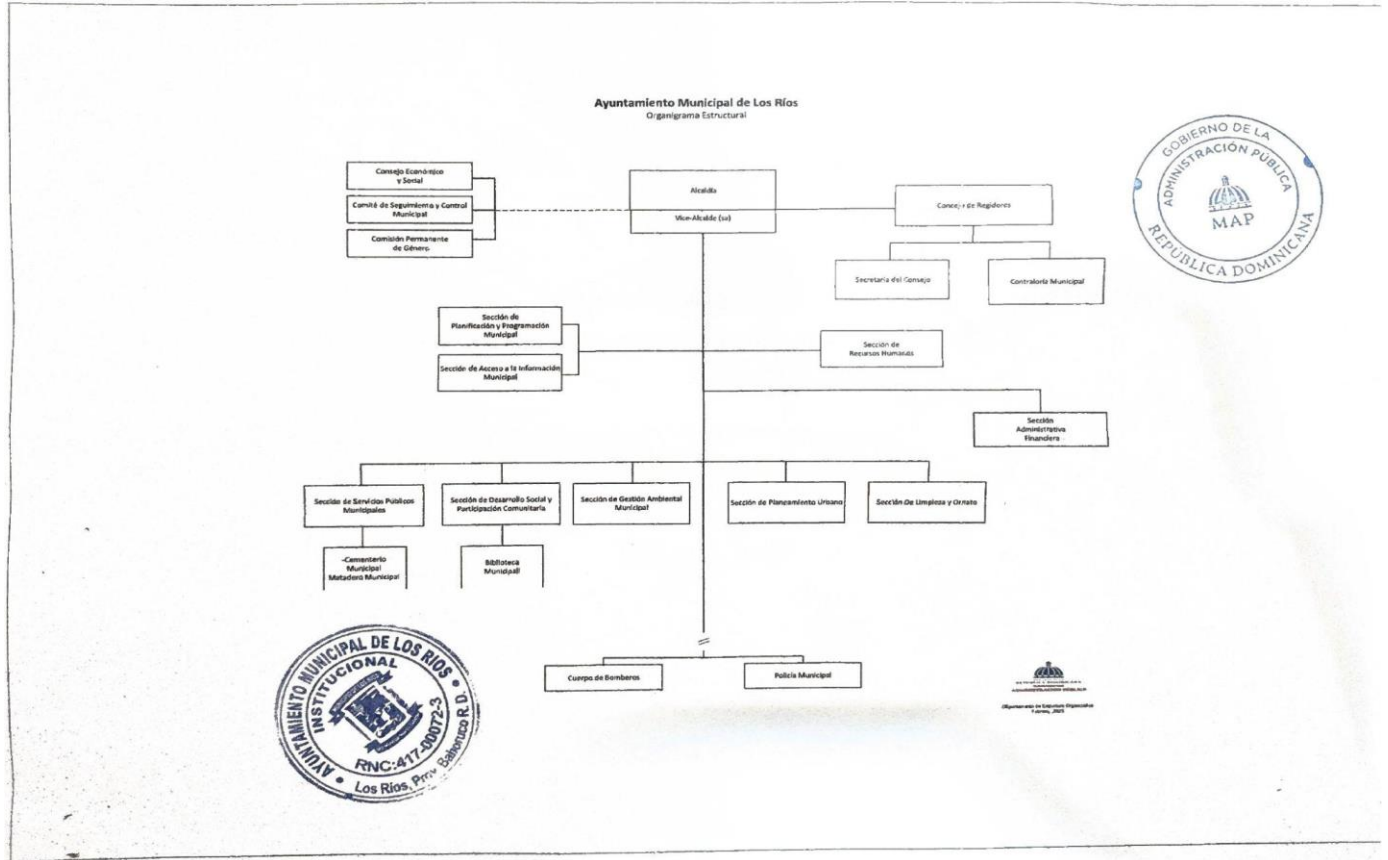 Ayuntamiento Municipal de Los Ríos
Organigrama Estructural
GOBIERNO DE LA
ADMINISTRACIÓN PÚBLICA
MAP
REPÚBLICA DOMINICANA
Consejo Económico
y Social
Comité de Seguimiento y Control
Municipal
Comisión Permanente
de Género
Alcaldía
Vice-Alcalde (sa)
Concejo de Regidores
Secretaría del Consejo
Contraloría Municipal
Sección de
Planificación y Programación
Municipal
Sección de Acceso a la Información
Municipal
Sección de
Recursos Humanos
Sección
Administrativa
Financiera
Sección de Servicios Públicos
Municipales
Sección de Desarrollo Social y
Participación Comunitaria
Sección de Gestión Ambiental
Municipal
Sección de Planeamiento Urbano
Sección De Limpieza y Ornato
-Cementerio
Municipal
Matadero Municipal
Biblioteca
Municipall
Cuerpo de Bomberos
Policía Municipal
AYUNTAMIENTO MUNICIPAL DE LOS RIOS
INSTITUCIONAL
RNC:417-00072-3
Los Rios, Prov. Bahoruco R. D.
ADMINISTRACIÓN PÚBLICA